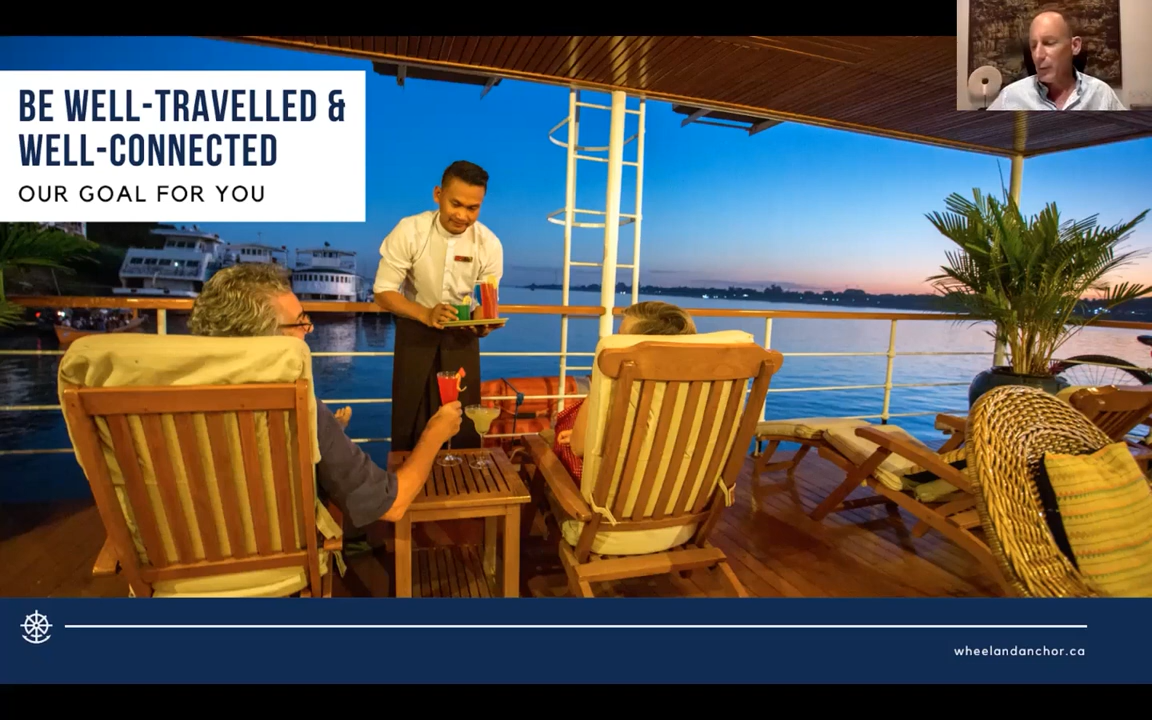 BE WELL-TRAVELLED &
WELL-CONNECTED
OUR GOAL FOR YOU
wheelandanchor.ca